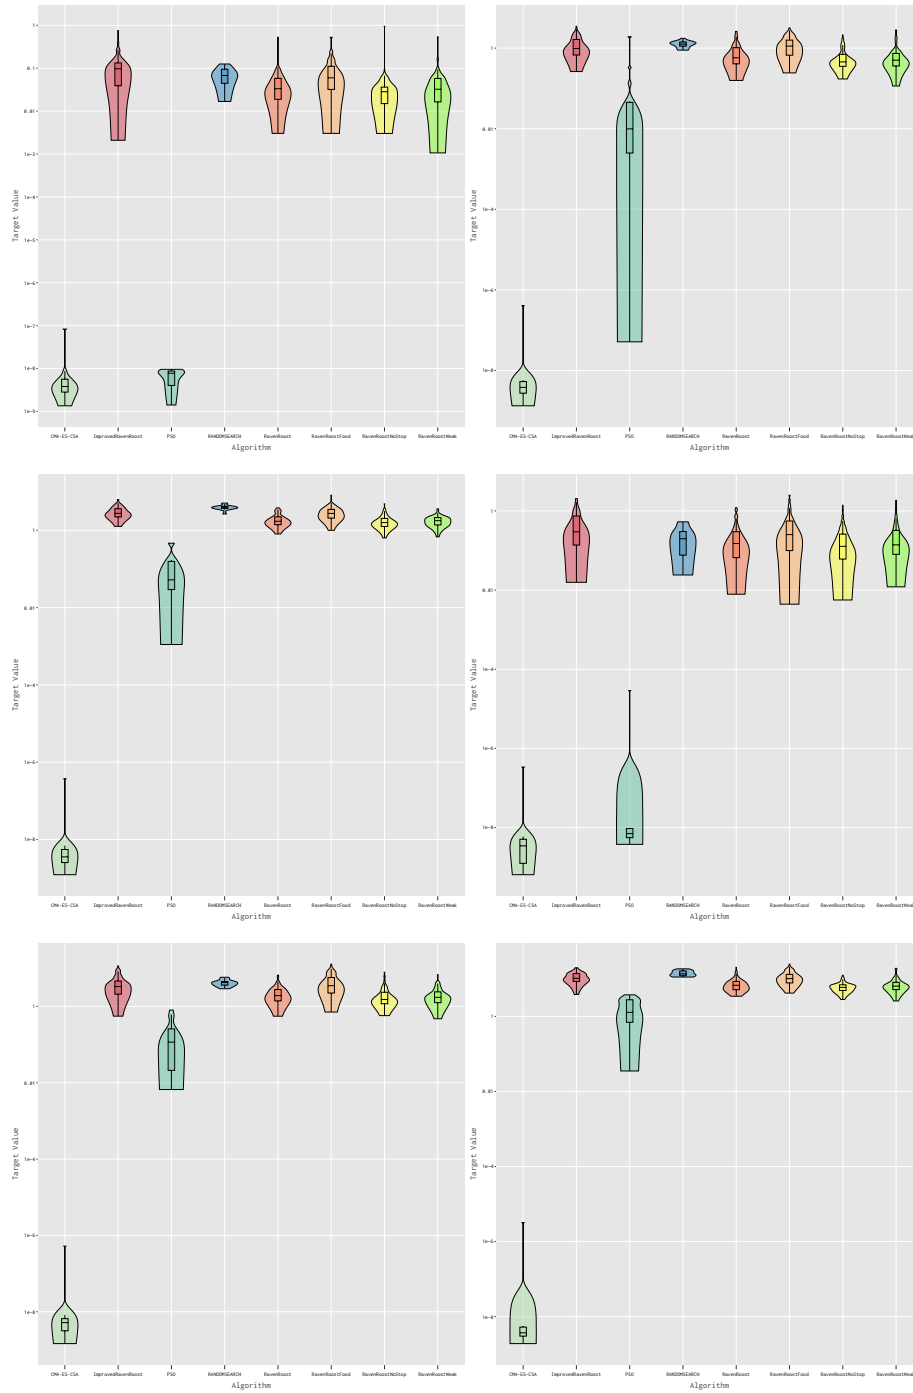 1
0.1
0.01
1e-3
1e-4
1e-5
1e-6
1e-7
1e-8
1e-9
Target Value
CMA-ES-CSA ImprovedRavenRoost PSO RANDOMSEARCH RavenRoost RavenRoostFood RavenRoostNoStop RavenRoostWeak
Algorithm
1
0.01
1e-4
1e-6
1e-8
Target Value
CMA-ES-CSA ImprovedRavenRoost PSO RANDOMSEARCH RavenRoost RavenRoostFood RavenRoostNoStop RavenRoostWeak
Algorithm
1
0.01
1e-4
1e-6
1e-8
Target Value
CMA-ES-CSA ImprovedRavenRoost PSO RANDOMSEARCH RavenRoost RavenRoostFood RavenRoostNoStop RavenRoostWeak
Algorithm
1
0.01
1e-4
1e-6
1e-8
Target Value
CMA-ES-CSA ImprovedRavenRoost PSO RANDOMSEARCH RavenRoost RavenRoostFood RavenRoostNoStop RavenRoostWeak
Algorithm
1
0.01
1e-4
1e-6
1e-8
Target Value
CMA-ES-CSA ImprovedRavenRoost PSO RANDOMSEARCH RavenRoost RavenRoostFood RavenRoostNoStop RavenRoostWeak
Algorithm
1
0.01
1e-4
1e-6
1e-8
Target Value
CMA-ES-CSA ImprovedRavenRoost PSO RANDOMSEARCH RavenRoost RavenRoostFood RavenRoostNoStop RavenRoostWeak
Algorithm